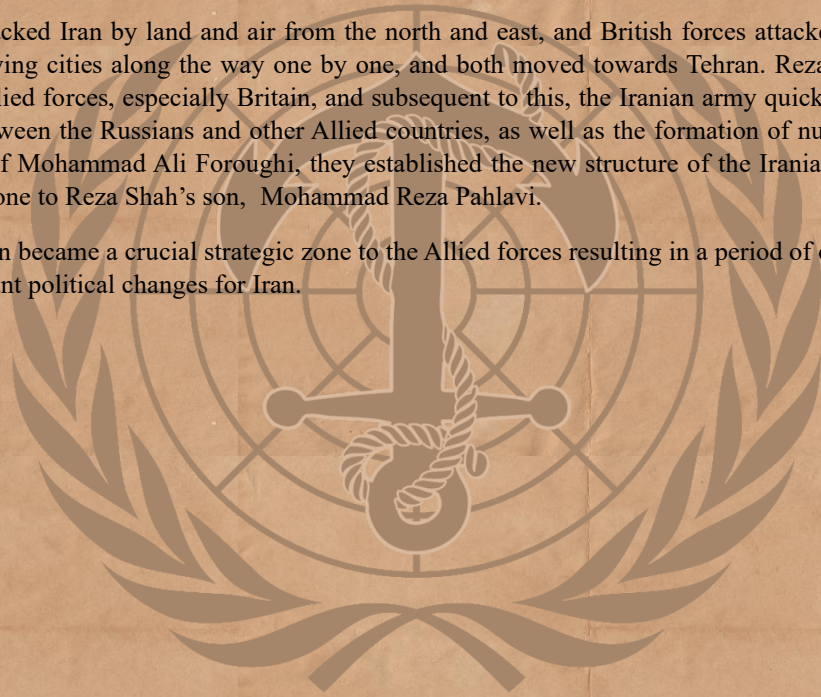 cked Iran by land and air from the north and east, and British forces attacke
ving cities along the way one by one, and both moved towards Tehran. Reza
lied forces, especially Britain, and subsequent to this, the Iranian army quick
ween the Russians and other Allied countries, as well as the formation of nu
f Mohammad Ali Foroughi, they established the new structure of the Irania
one to Reza Shah’s son,  Mohammad Reza Pahlavi.
n became a crucial strategic zone to the Allied forces resulting in a period of
nt political changes for Iran.